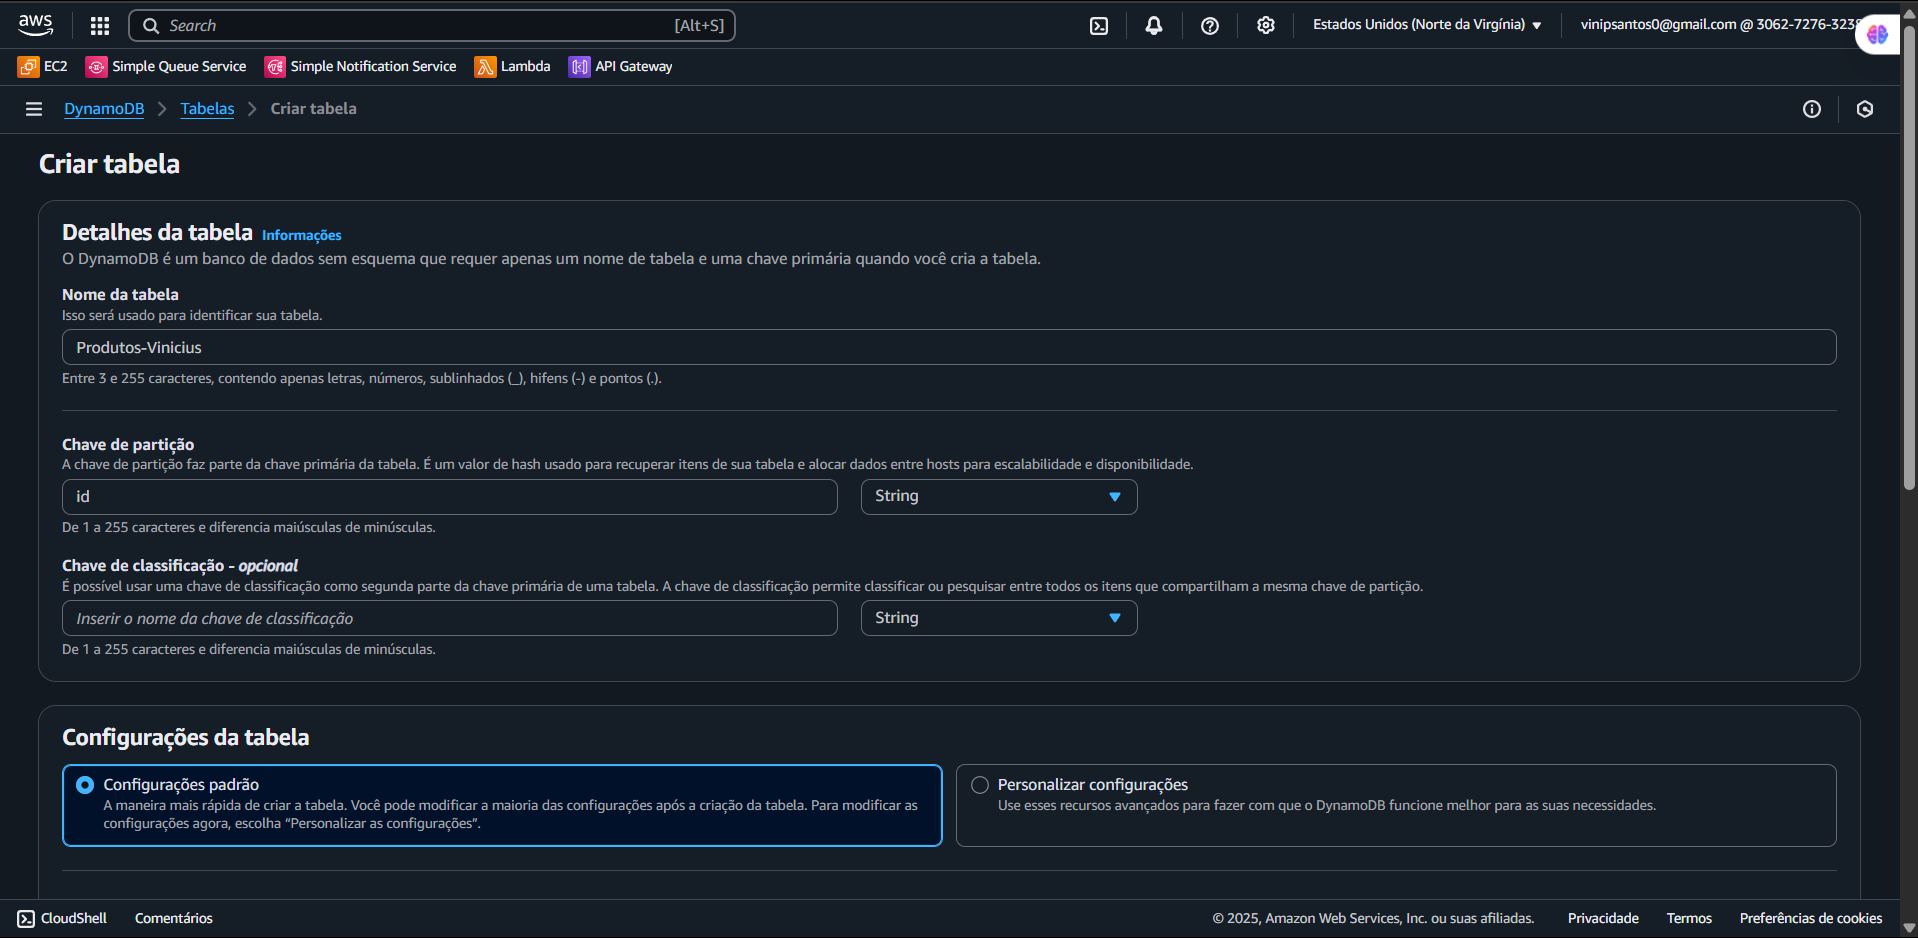 aws
Search [Alt+S]
Estados Unidos (Norte da Virgínia)
vinipsantos0@gmail.com @ 3062-7276-3238
EC2
Simple Queue Service
Simple Notification Service
Lambda
API Gateway
DynamoDB
Tabelas
Criar tabela
Criar tabela
Detalhes da tabela Informações
O DynamoDB é um banco de dados sem esquema que requer apenas um nome de tabela e uma chave primária quando você cria a tabela.
Nome da tabela
Isso será usado para identificar sua tabela.
Produtos-Vinicius
Entre 3 e 255 caracteres, contendo apenas letras, números, sublinhados (_), hifens (-) e pontos (.).
Chave de partição
A chave de partição faz parte da chave primária da tabela. É um valor de hash usado para recuperar itens de sua tabela e alocar dados entre hosts para escalabilidade e disponibilidade.
id
String
De 1 a 255 caracteres e diferencia maiúsculas de minúsculas.
Chave de classificação - opcional
É possível usar uma chave de classificação como segunda parte da chave primária de uma tabela. A chave de classificação permite classificar ou pesquisar entre todos os itens que compartilham a mesma chave de partição.
Inserir o nome da chave de classificação
String
De 1 a 255 caracteres e diferencia maiúsculas de minúsculas.
Configurações da tabela
Configurações padrão
A maneira mais rápida de criar a tabela. Você pode modificar a maioria das configurações após a criação da tabela. Para modificar as
configurações agora, escolha “Personalizar as configurações”.
Personalizar configurações
Use esses recursos avançados para fazer com que o DynamoDB funcione melhor para as suas necessidades.
CloudShell
Comentários
© 2025, Amazon Web Services, Inc. ou suas afiliadas.
Privacidade
Termos
Preferências de cookies